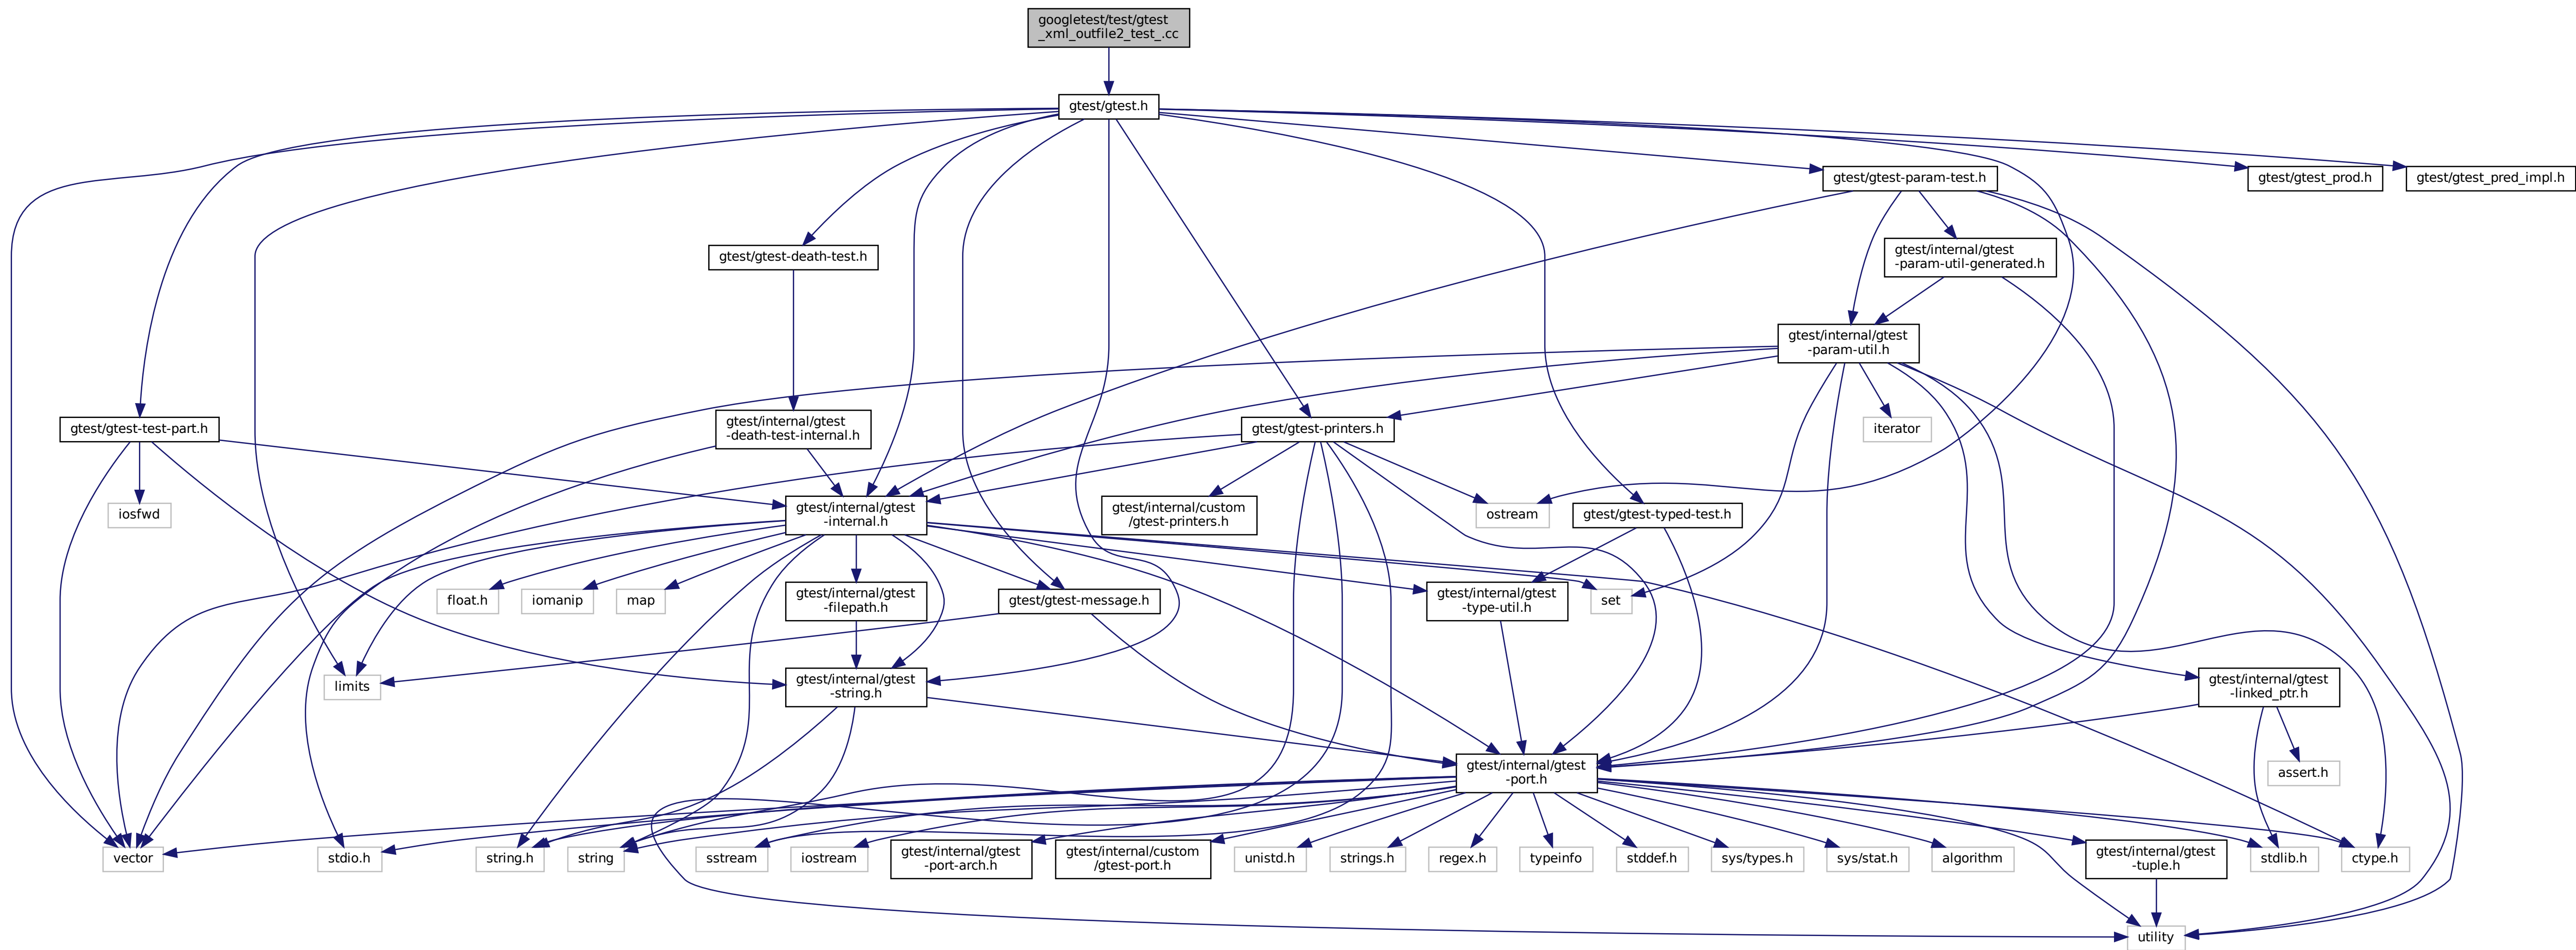 googletest/test/gtest
_xml_outfile2_test_.cc
gtest/gtest.h
gtest/gtest-param-test.h
gtest/gtest_prod.h
gtest/gtest_pred_impl.h
gtest/gtest-death-test.h
gtest/internal/gtest
-param-util-generated.h
gtest/internal/gtest
-param-util.h
gtest/gtest-test-part.h
gtest/internal/gtest
-death-test-internal.h
gtest/gtest-printers.h
iterator
iosfwd
gtest/internal/gtest
-internal.h
gtest/internal/custom
/gtest-printers.h
ostream
gtest/gtest-typed-test.h
float.h
iomanip
map
gtest/internal/gtest
-filepath.h
gtest/gtest-message.h
gtest/internal/gtest
-type-util.h
set
limits
gtest/internal/gtest
-string.h
gtest/internal/gtest
-linked_ptr.h
gtest/internal/gtest
-port.h
assert.h
vector
stdio.h
string.h
string
sstream
iostream
gtest/internal/gtest
-port-arch.h
gtest/internal/custom
/gtest-port.h
unistd.h
strings.h
regex.h
typeinfo
stddef.h
sys/types.h
sys/stat.h
algorithm
gtest/internal/gtest
-tuple.h
stdlib.h
ctype.h
utility